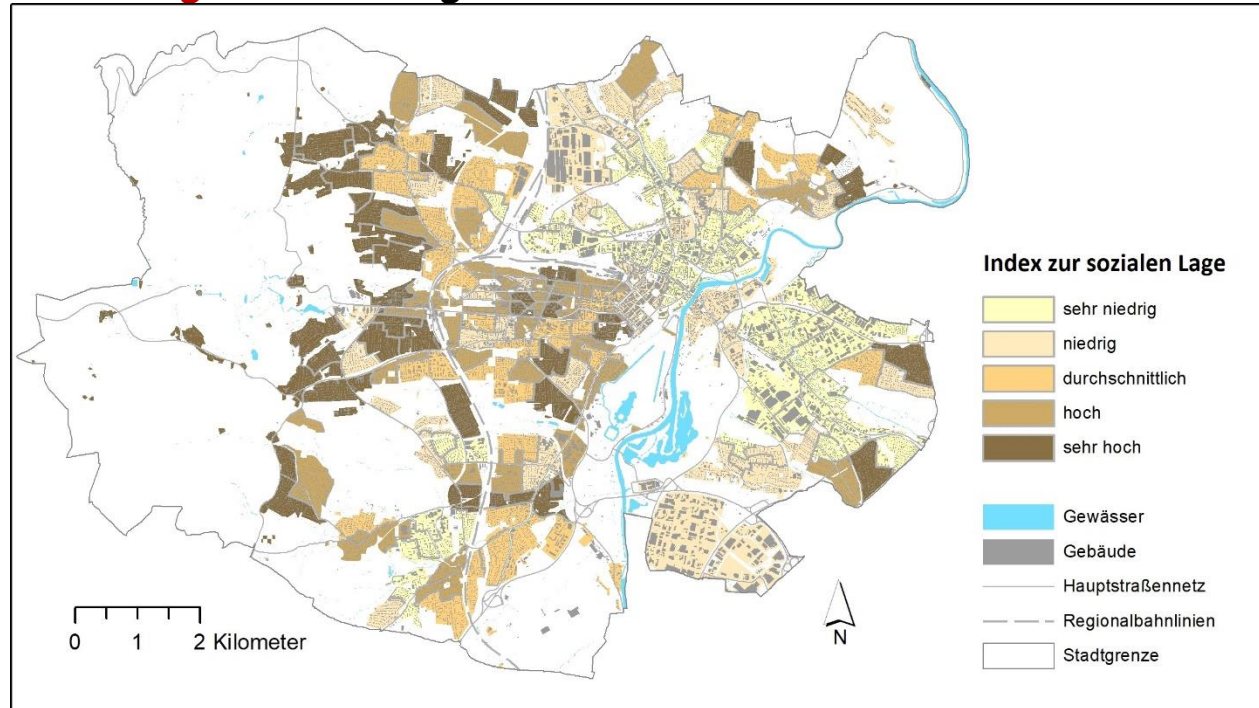 Index zur sozialen Lage
sehr niedrig
niedrig
durchschnittlich
hoch
sehr hoch
Gewässer
Gebäude
Hauptstraßennetz
Regionalbahnlinien
Stadtgrenze
0 1 2 Kilometer
N